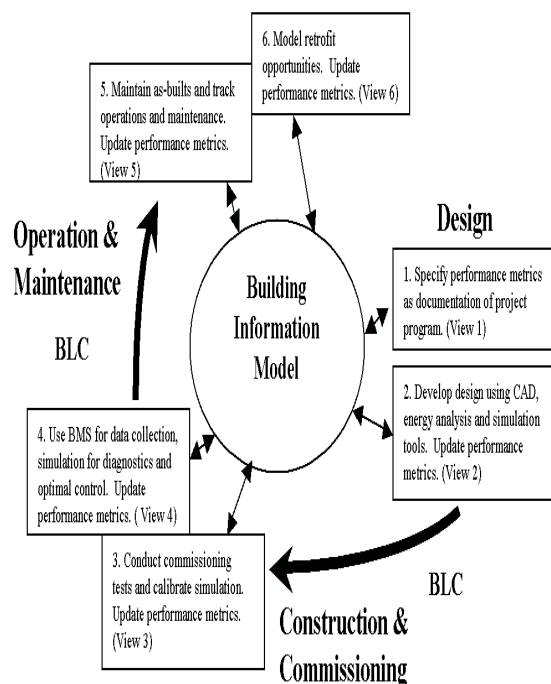 6. Model retrofit
opportunities. Update
performance metrics. (View 6)
5. Maintain as-builts and track
operations and maintenance.
Update performance metrics.
(View 5)
Operation &
Maintenance
BLC
Design
Building
Information
Model
1. Specify performance metrics
as documentation of project
program. (View 1)
2. Develop design using CAD,
energy analysis and simulation
tools. Update performance
metrics. (View 2)
4. Use BMS for data collection,
simulation for diagnostics and
optimal control. Update
performance metrics. ( View 4)
3. Conduct commissioning
tests and calibrate simulation.
Update performance metrics.
(View 3)
BLC
Construction &
Commissioning